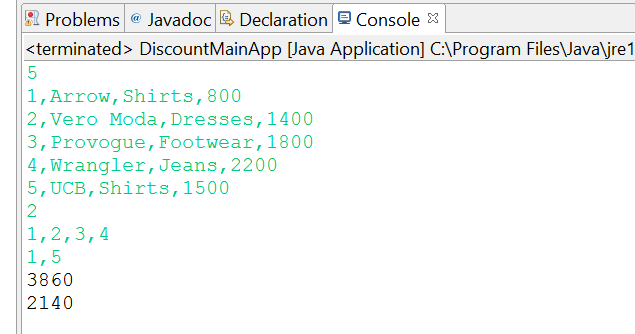 Problems @ Javadoc Declaration Console
<terminated> DiscountMainApp [Java Application] C:\Program Files\Java\jre1
5
1,Arrow,Shirts,800
2,Vero Moda,Dresses,1400
3,Provogue,Footwear,1800
4,Wrangler,Jeans,2200
5,UCB,Shirts,1500
2
1,2,3,4
1,5
3860
2140